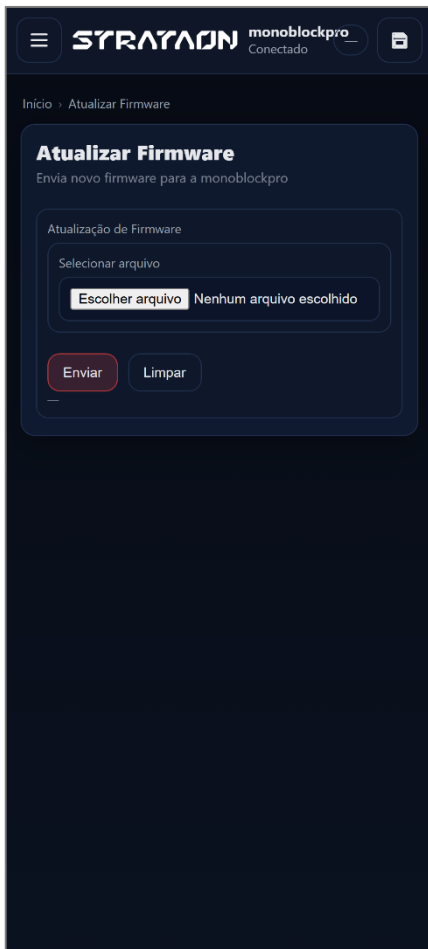 STRATAON
monoblockpro
Conectado
—
Início › Atualizar Firmware
Atualizar Firmware
Envia novo firmware para a monoblockpro
Atualização de Firmware
Selecionar arquivo
Escolher arquivo Nenhum arquivo escolhido
Enviar
Limpar
—